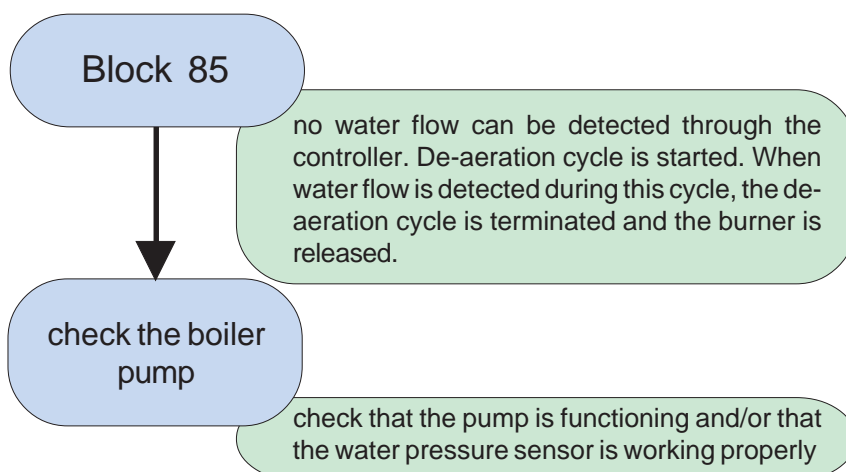 Block 85
no water flow can be detected through the
controller. De-aeration cycle is started. When
water flow is detected during this cycle, the de-
aeration cycle is terminated and the burner is
released.
check the boiler
pump
check that the pump is functioning and/or that
the water pressure sensor is working properly